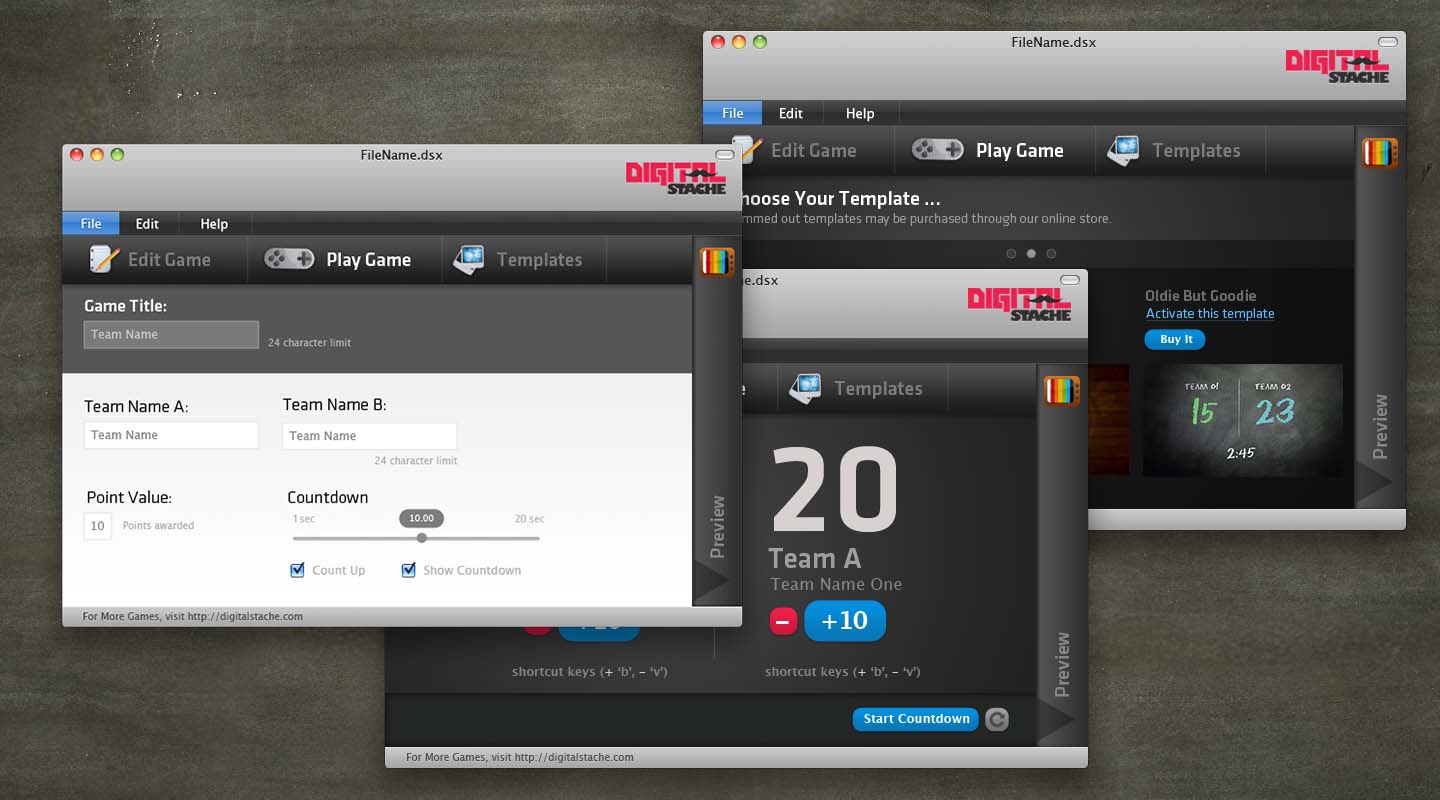 FileName.dsx
DIGITAL
STACHE
File Edit Help
Edit Game Play Game Templates
Game Title:
Team Name
24 character limit
Team Name A: Team Name B:
Team Name Team Name
24 character limit
Point Value: Countdown
1 sec 10.00 20 sec
10 Points awarded
Count Up Show Countdown
Preview
For More Games, visit http://digitalstache.com
FileName.dsx
DIGITAL
STACHE
File Edit Help
Edit Game Play Game Templates
hoose Your Template ...
mmed out templates may be purchased through our online store.
Oldie But Goodie
Activate this template
Buy It
TEAM 01 TEAM 02
15 23
2:45
Preview
e.dsx
DIGITAL
STACHE
e Templates
20
Team A
Team Name One
– +10
shortcut keys (+ ‘b’, – ‘v’) shortcut keys (+ ‘b’, – ‘v’)
Start Countdown
Preview
For More Games, visit http://digitalstache.com